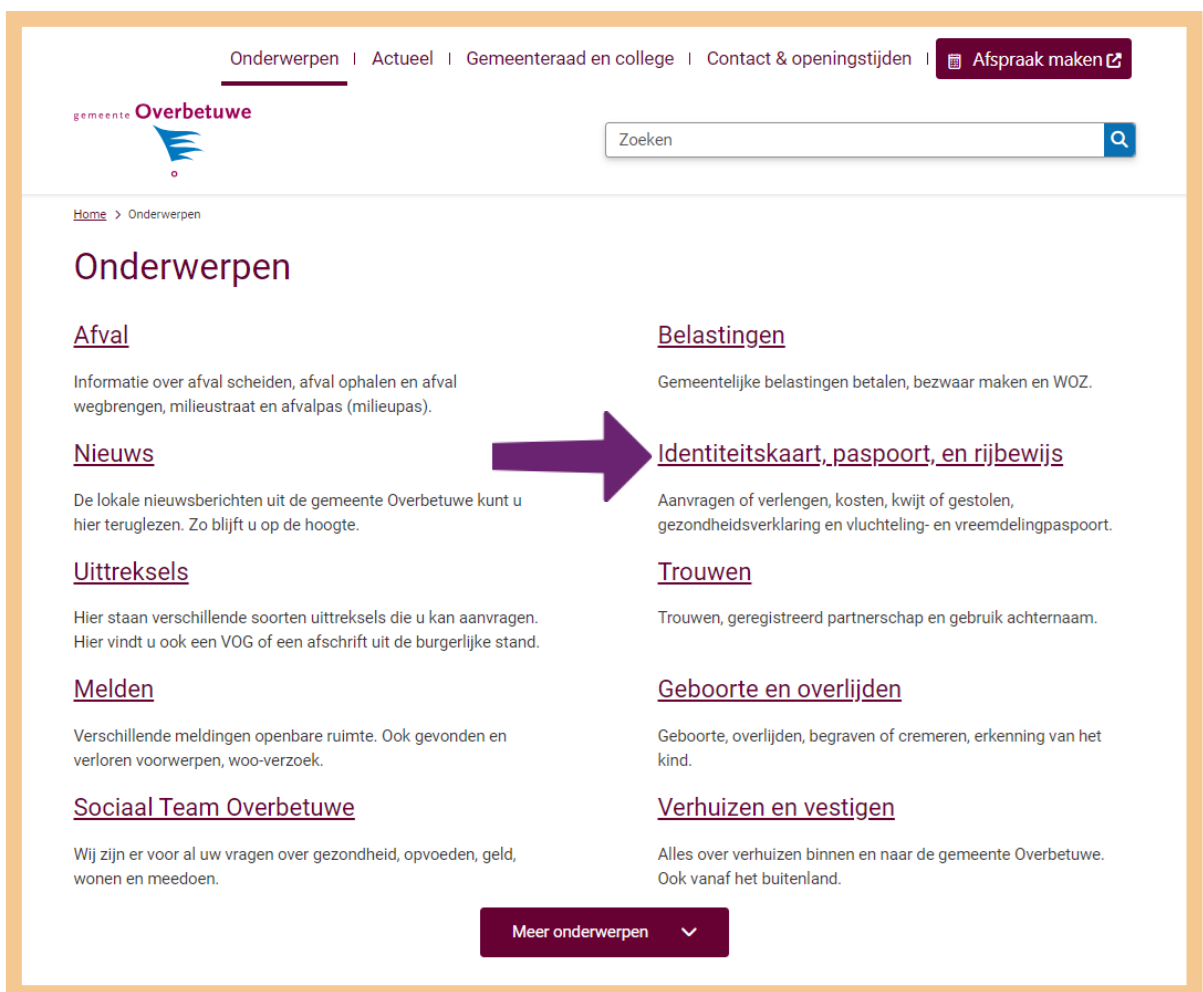 Onderwerpen | Actueel | Gemeenteraad en college | Contact & openingstijden | Afspraak maken
gemeente Overbetuwe
Zoeken
Home > Onderwerpen
Onderwerpen
Afval
Informatie over afval scheiden, afval ophalen en afval
wegbrengen, milieustraat en afvalpas (milieupas).
Belastingen
Gemeentelijke belastingen betalen, bezwaar maken en WOZ.
Nieuws
De lokale nieuwsberichten uit de gemeente Overbetuwe kunt u
hier teruglezen. Zo blijft u op de hoogte.
Identiteitskaart, paspoort, en rijbewijs
Aanvragen of verlengen, kosten, kwijt of gestolen,
gezondheidsverklaring en vluchteling- en vreemdelingpaspoort.
Uittreksels
Hier staan verschillende soorten uittreksels die u kan aanvragen.
Hier vindt u ook een VOG of een afschrift uit de burgerlijke stand.
Trouwen
Trouwen, geregistreerd partnerschap en gebruik achternaam.
Melden
Verschillende meldingen openbare ruimte. Ook gevonden en
verloren voorwerpen, woo-verzoek.
Geboorte en overlijden
Geboorte, overlijden, begraven of cremeren, erkenning van het
kind.
Sociaal Team Overbetuwe
Wij zijn er voor al uw vragen over gezondheid, opvoeden, geld,
wonen en meedoen.
Verhuizen en vestigen
Alles over verhuizen binnen en naar de gemeente Overbetuwe.
Ook vanaf het buitenland.
Meer onderwerpen